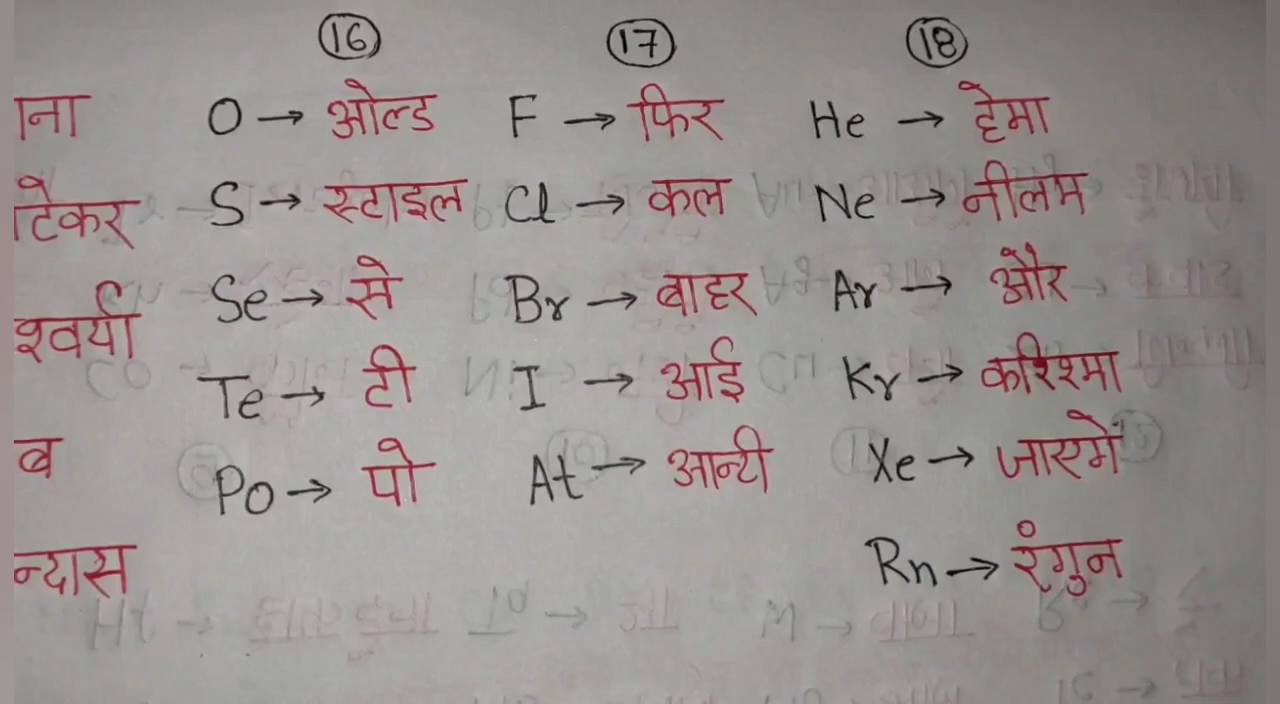 16 17 18
ना O → ओल्ड F → फिर He → हेमा
टेकर S → स्टाइल Cl → कल Ne → नीलम
श्वर्या Se → से Br → बाहर Ar → और
Te → टी I → आई Kr → करिश्मा
ब Po → पो At → आन्टी Xe → जाएगें
न्दास Rn → रंगुन